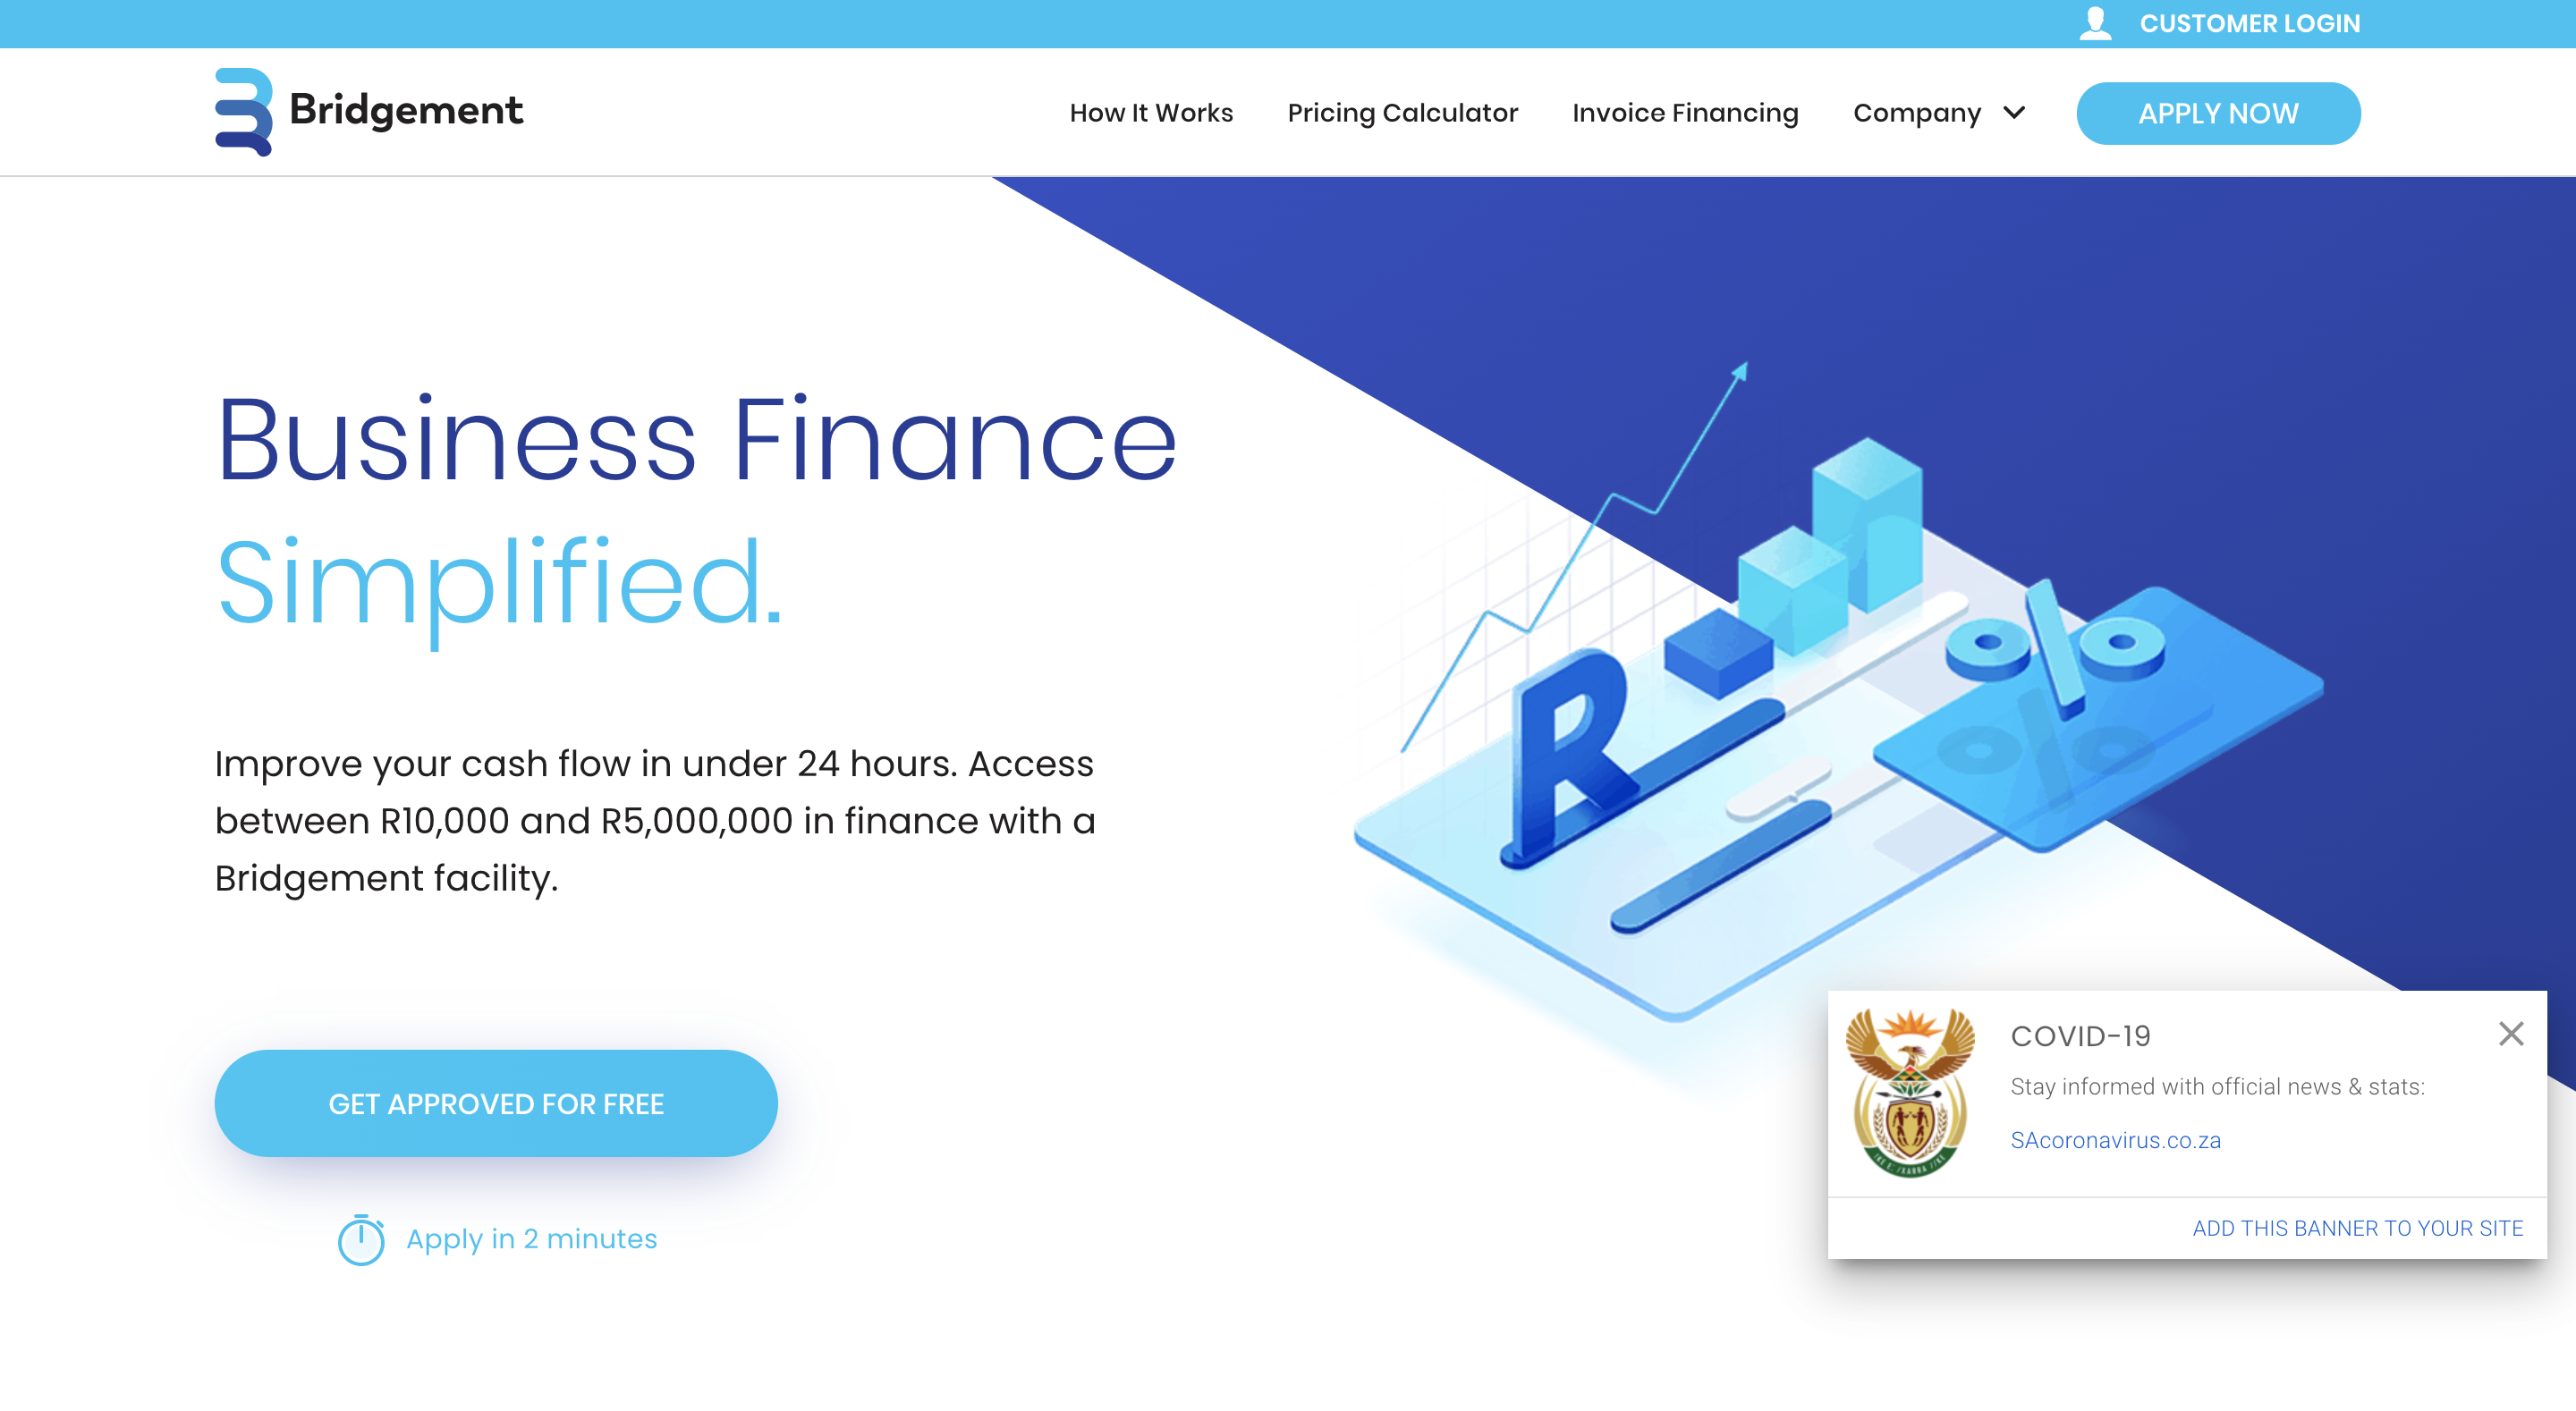 CUSTOMER LOGIN
Bridgement
How It Works
Pricing Calculator
Invoice Financing
Company
APPLY NOW
Business Finance
Simplified.
Improve your cash flow in under 24 hours. Access
between R10,000 and R5,000,000 in finance with a
Bridgement facility.
GET APPROVED FOR FREE
Apply in 2 minutes
R
%
COVID-19
Stay informed with official news & stats:
SAcoronavirus.co.za
ADD THIS BANNER TO YOUR SITE